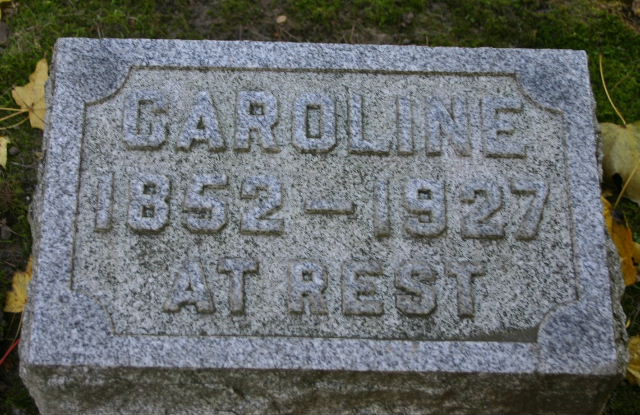 CAROLINE
1852-1927
AT REST